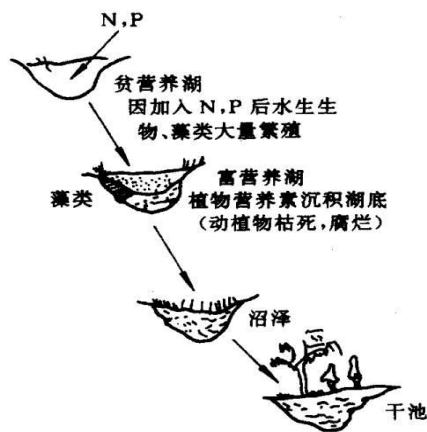 N,P
贫营养湖
因加入 N,P 后水生生
物、藻类大量繁殖
藻类
富营养湖
植物营养素沉积湖底
(动植物枯死,腐烂)
沼泽
干池